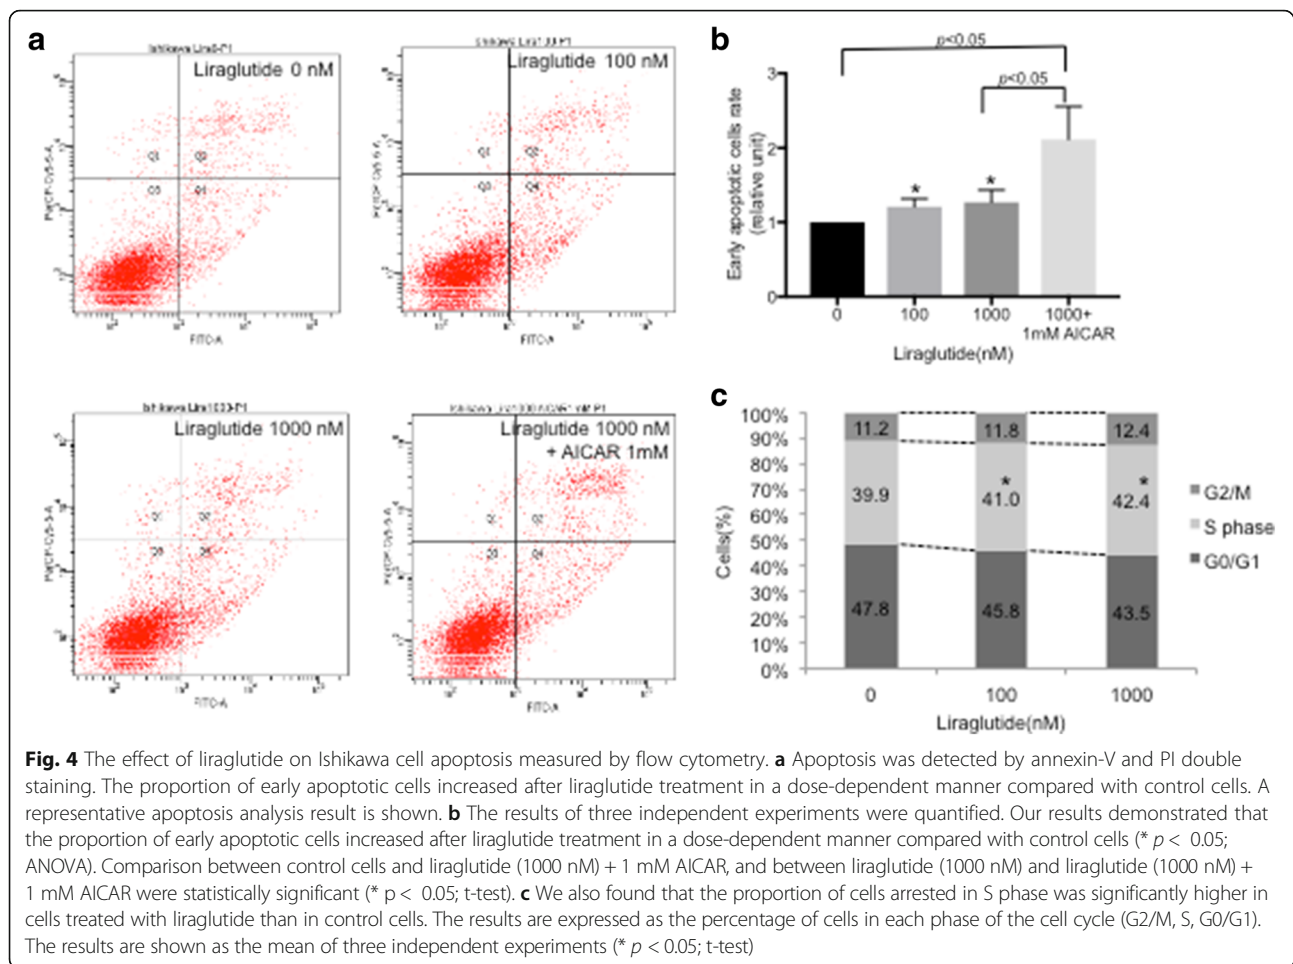 a
Liraglutide 0 nM
Q1
Q3
Q4
FITC-A
Liraglutide 100 nM
Q1
Q2
Q3
Q4
FITC-A
Liraglutide 1000 nM
FITC-A
Liraglutide 1000 nM
+ AICAR 1mM
FITC-A
b
p<0.05
p<0.05
Early apoptotic cells rate
(relative unit)
3
2
1
0
* *
0 100 1000 1000+
1mM AICAR
Liraglutide(nM)
c
Cells(%)
100%
90%
80%
70%
60%
50%
40%
30%
20%
10%
0%
11.2 11.8 12.4
* *
39.9 41.0 42.4
47.8 45.8 43.5
G2/M
S phase
G0/G1
0 100 1000
Liraglutide(nM)
Fig. 4 The effect of liraglutide on Ishikawa cell apoptosis measured by flow cytometry. a Apoptosis was detected by annexin-V and PI double
staining. The proportion of early apoptotic cells increased after liraglutide treatment in a dose-dependent manner compared with control cells. A
representative apoptosis analysis result is shown. b The results of three independent experiments were quantified. Our results demonstrated that
the proportion of early apoptotic cells increased after liraglutide treatment in a dose-dependent manner compared with control cells (* p < 0.05;
ANOVA). Comparison between control cells and liraglutide (1000 nM) + 1 mM AICAR, and between liraglutide (1000 nM) and liraglutide (1000 nM) +
1 mM AICAR were statistically significant (* p < 0.05; t-test). c We also found that the proportion of cells arrested in S phase was significantly higher in
cells treated with liraglutide than in control cells. The results are expressed as the percentage of cells in each phase of the cell cycle (G2/M, S, G0/G1).
The results are shown as the mean of three independent experiments (* p < 0.05; t-test)